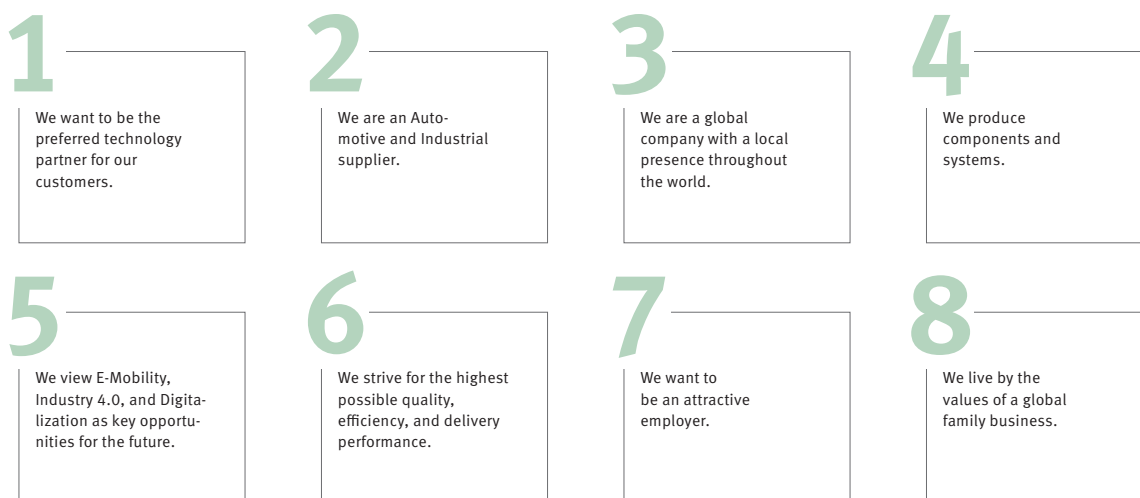 1
We want to be the
preferred technology
partner for our
customers.
2
We are an Auto-
motive and Industrial
supplier.
3
We are a global
company with a local
presence throughout
the world.
4
We produce
components and
systems.
5
We view E-Mobility,
Industry 4.0, and Digita-
lization as key opportu-
nities for the future.
6
We strive for the highest
possible quality,
efficiency, and delivery
performance.
7
We want to
be an attractive
employer.
8
We live by the
values of a global
family business.